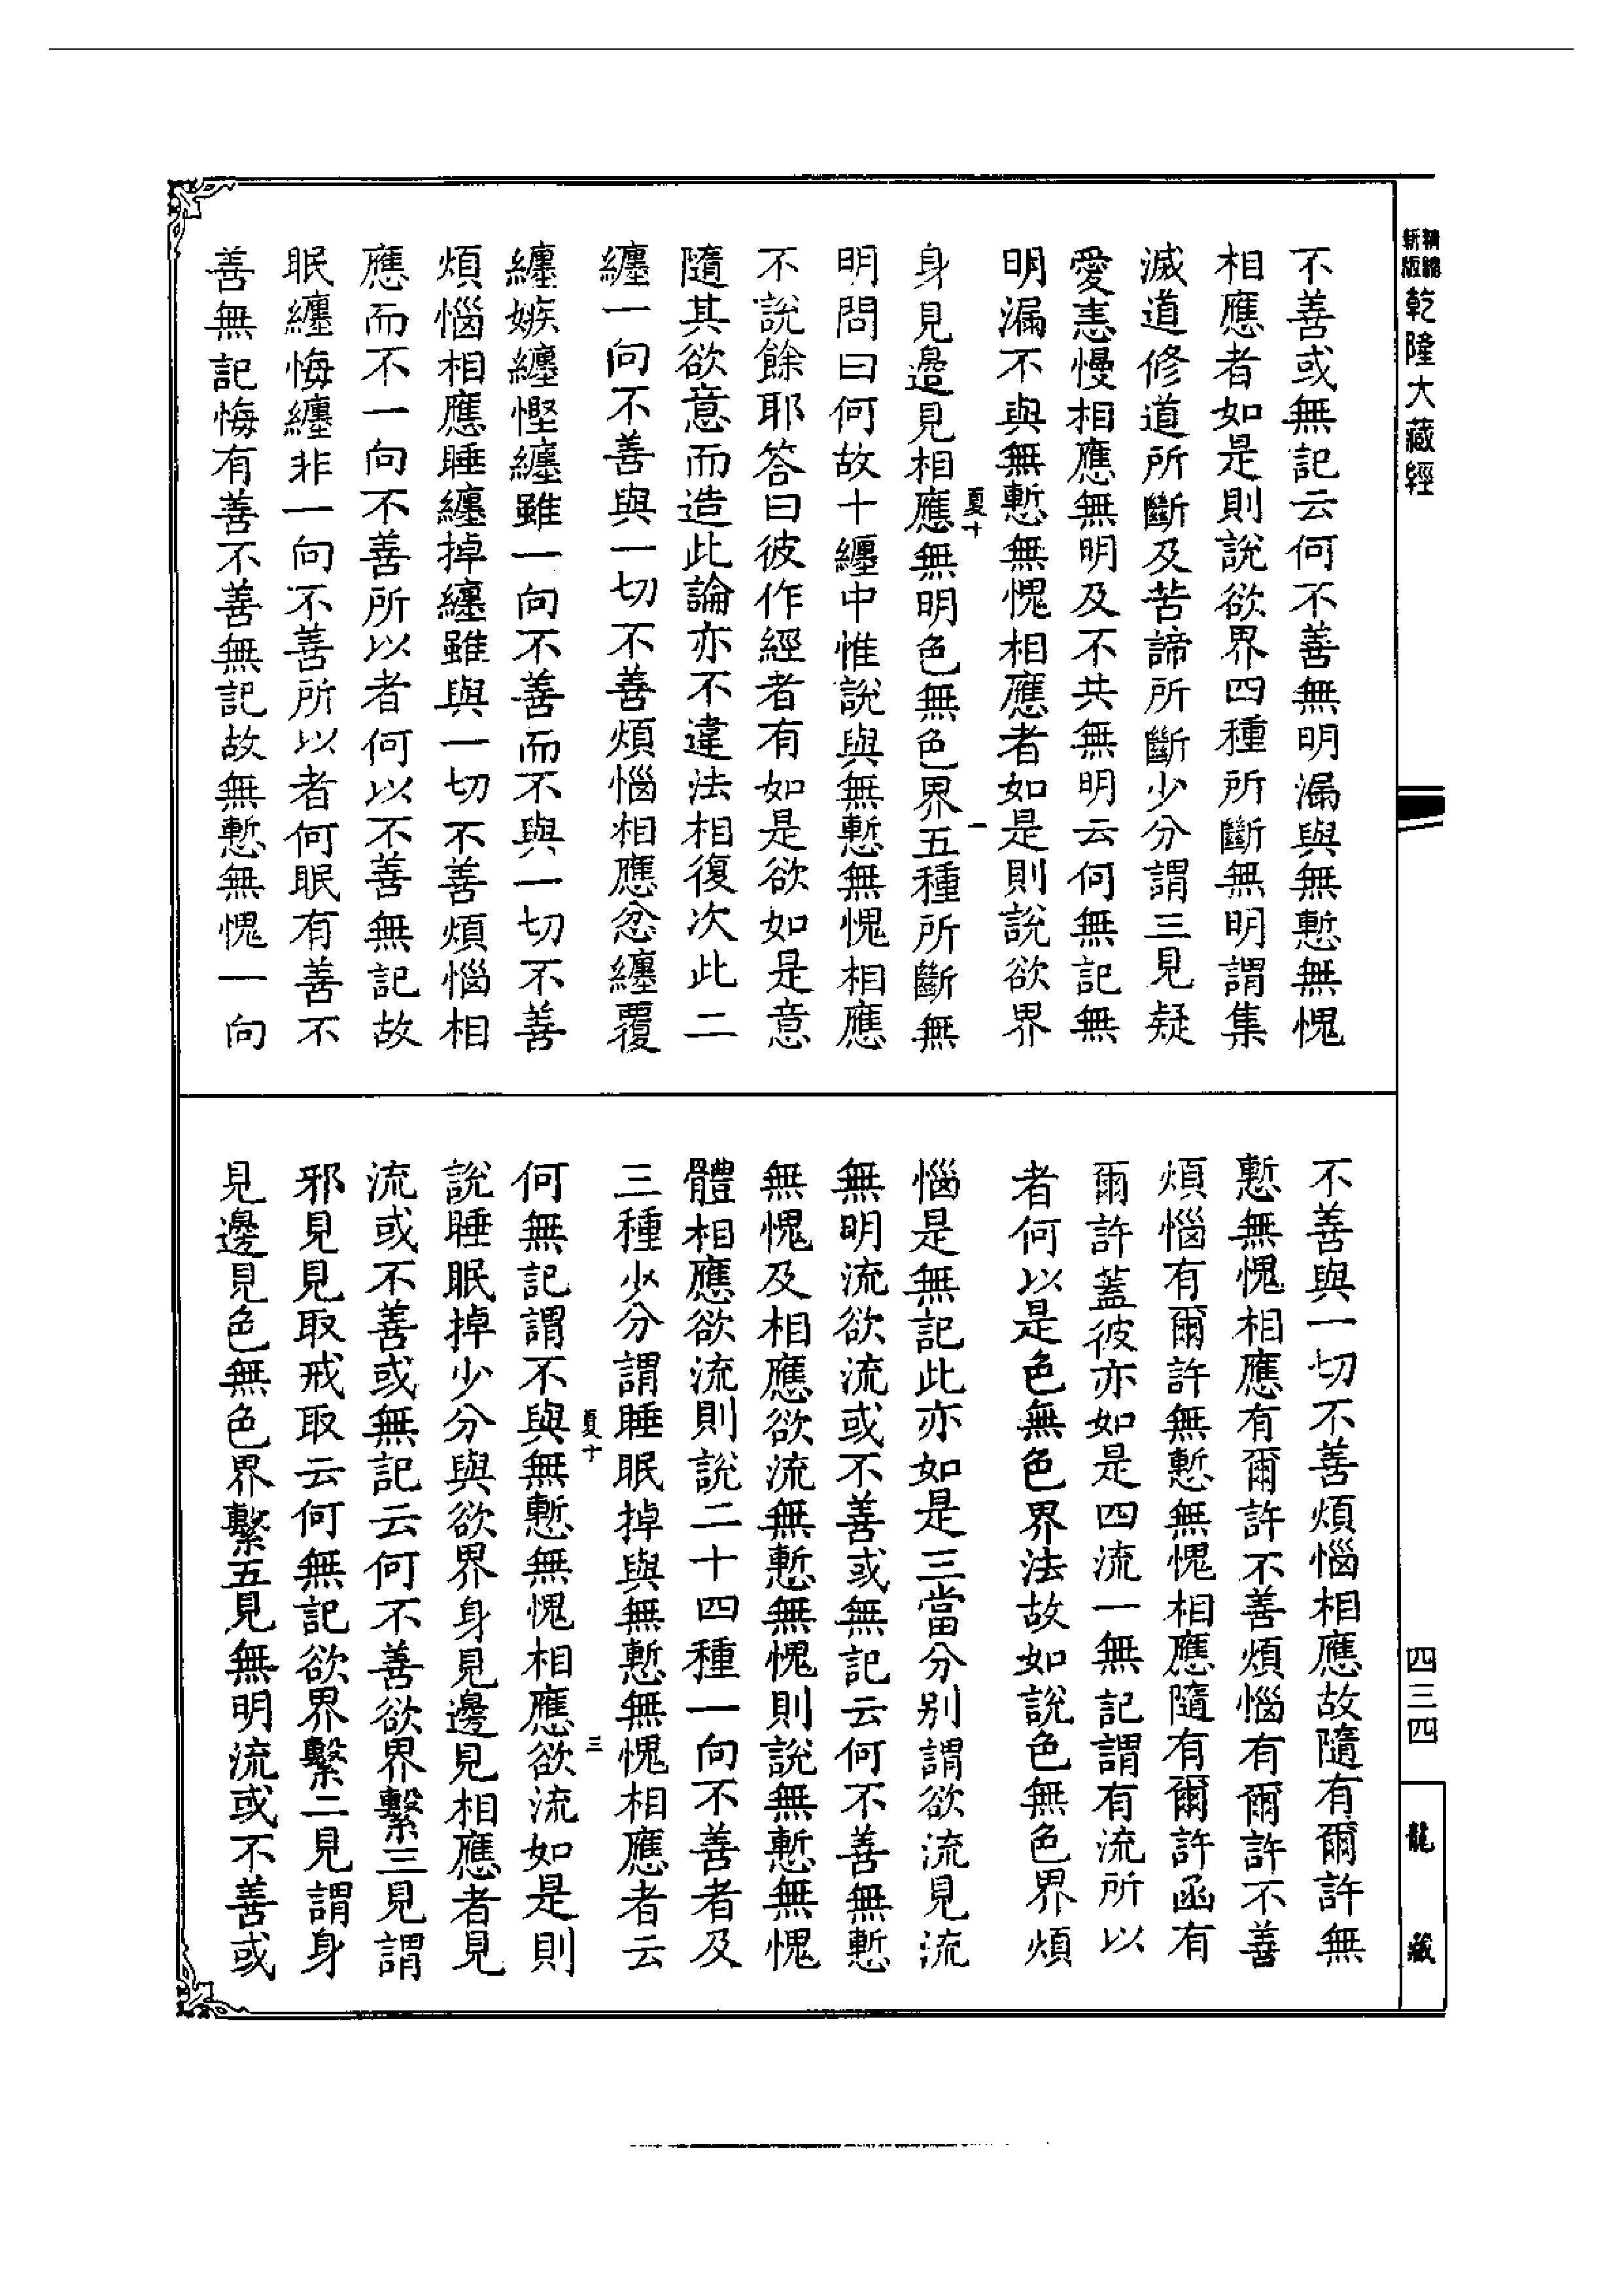 新版精縮乾隆大藏經
四三四
龍藏
不善或無記云何不善無明漏與無慙無愧
相應者如是則說欲界四種所斷無明謂集
滅道修道所斷及苦諦所斷少分謂三見疑
愛恚慢相應無明及不共無明云何無記無
明漏不與無慙無愧相應者如是則說欲界
夏十 一
身見邊見相應無明色無色界五種所斷無
明問曰何故十纏中惟說與無慙無愧相應
不說餘耶答曰彼作經者有如是欲如是意
隨其欲意而造此論亦不違法相復次此二
纏一向不善與一切不善煩惱相應忿纏覆
纏嫉纏慳纏雖一向不善而不與一切不善
煩惱相應睡纏掉纏雖與一切不善煩惱相
應而不一向不善所以者何以不善無記故
眠纏悔纏非一向不善所以者何眠有善不
善無記悔有善不善無記故無慙無愧一向
不善與一切不善煩惱相應故隨有爾許無
慙無愧相應有爾許不善煩惱有爾許不善
煩惱有爾許無慙無愧相應隨有爾許函有
爾許蓋彼亦如是四流一無記謂有流所以
者何以是色無色界法故如說色無色界煩
惱是無記此亦如是三當分別謂欲流見流
無明流欲流或不善或無記云何不善無慙
無愧及相應欲流無慙無愧則說無慙無愧
體相應欲流則說二十四種一向不善者及
三種少分謂睡眠掉與無慙無愧相應者云
夏十 三
何無記謂不與無慙無愧相應欲流如是則
說睡眠掉少分與欲界身見邊見相應者見
流或不善或無記云何不善欲界繫三見謂
邪見見取戒取云何無記欲界繫二見謂身
見邊見色無色界繫五見無明流或不善或